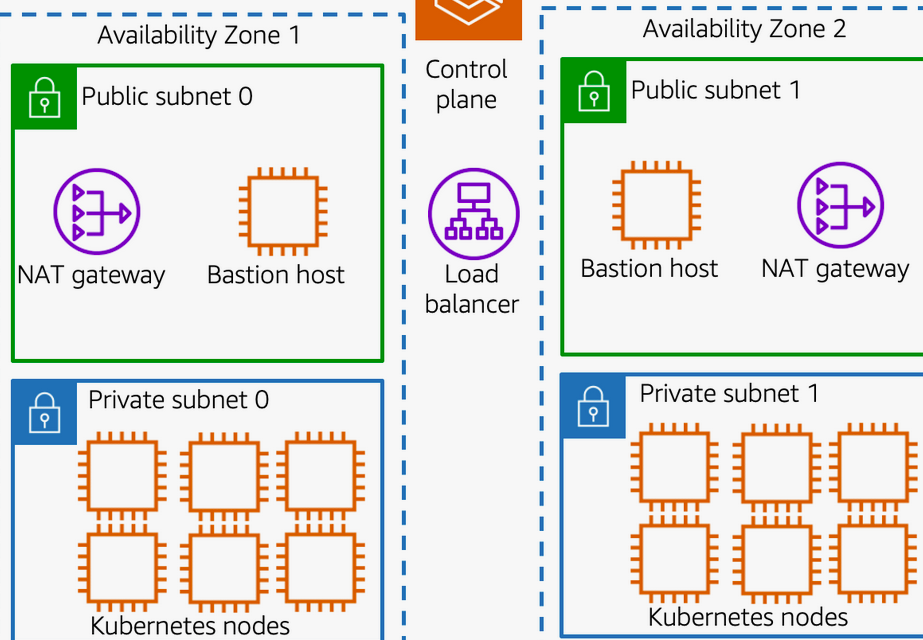 Availability Zone 1
Public subnet 0
NAT gateway
Bastion host
Private subnet 0
Kubernetes nodes
Control
plane
Load
balancer
Availability Zone 2
Public subnet 1
Bastion host
NAT gateway
Private subnet 1
Kubernetes nodes